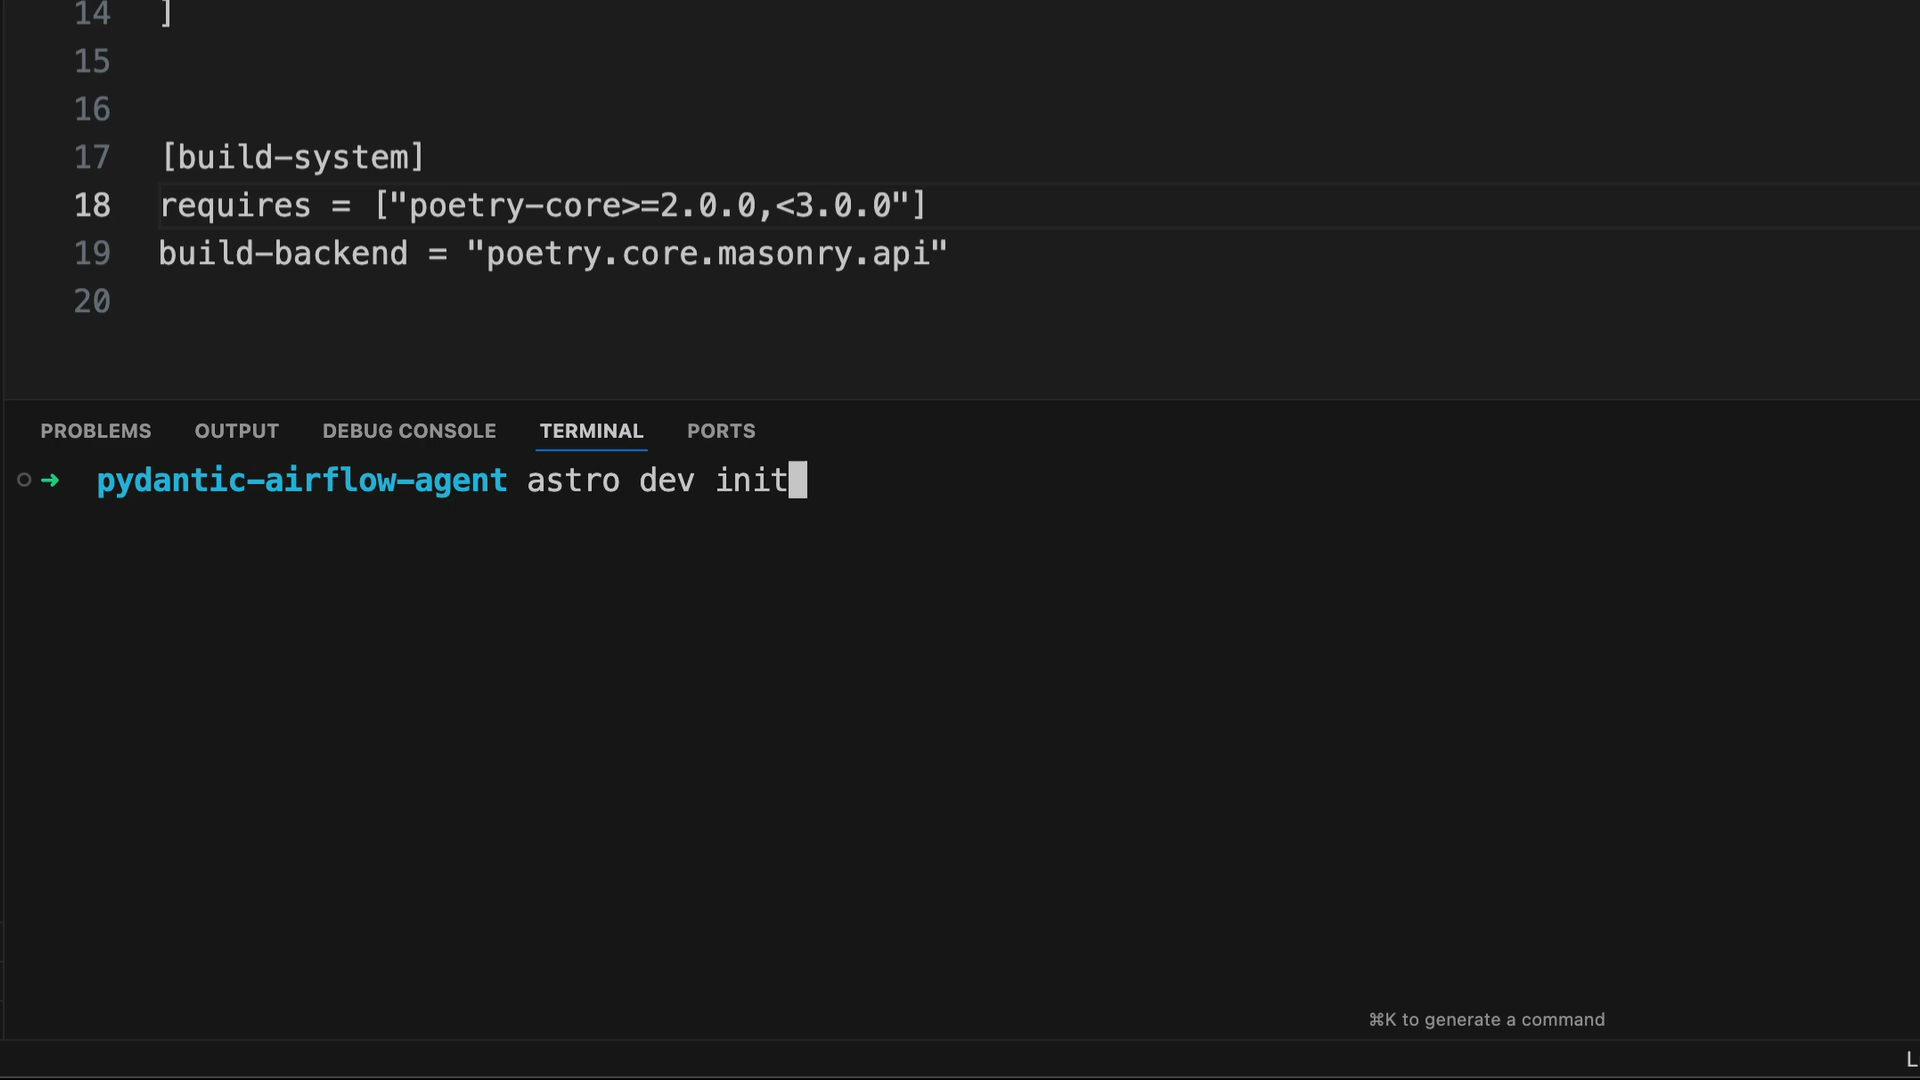 14 ]
15
16
17 [build-system]
18 requires = ["poetry-core>=2.0.0,<3.0.0"]
19 build-backend = "poetry.core.masonry.api"
20
PROBLEMS OUTPUT DEBUG CONSOLE TERMINAL PORTS
➜ pydantic-airflow-agent astro dev init
⌘K to generate a command
L